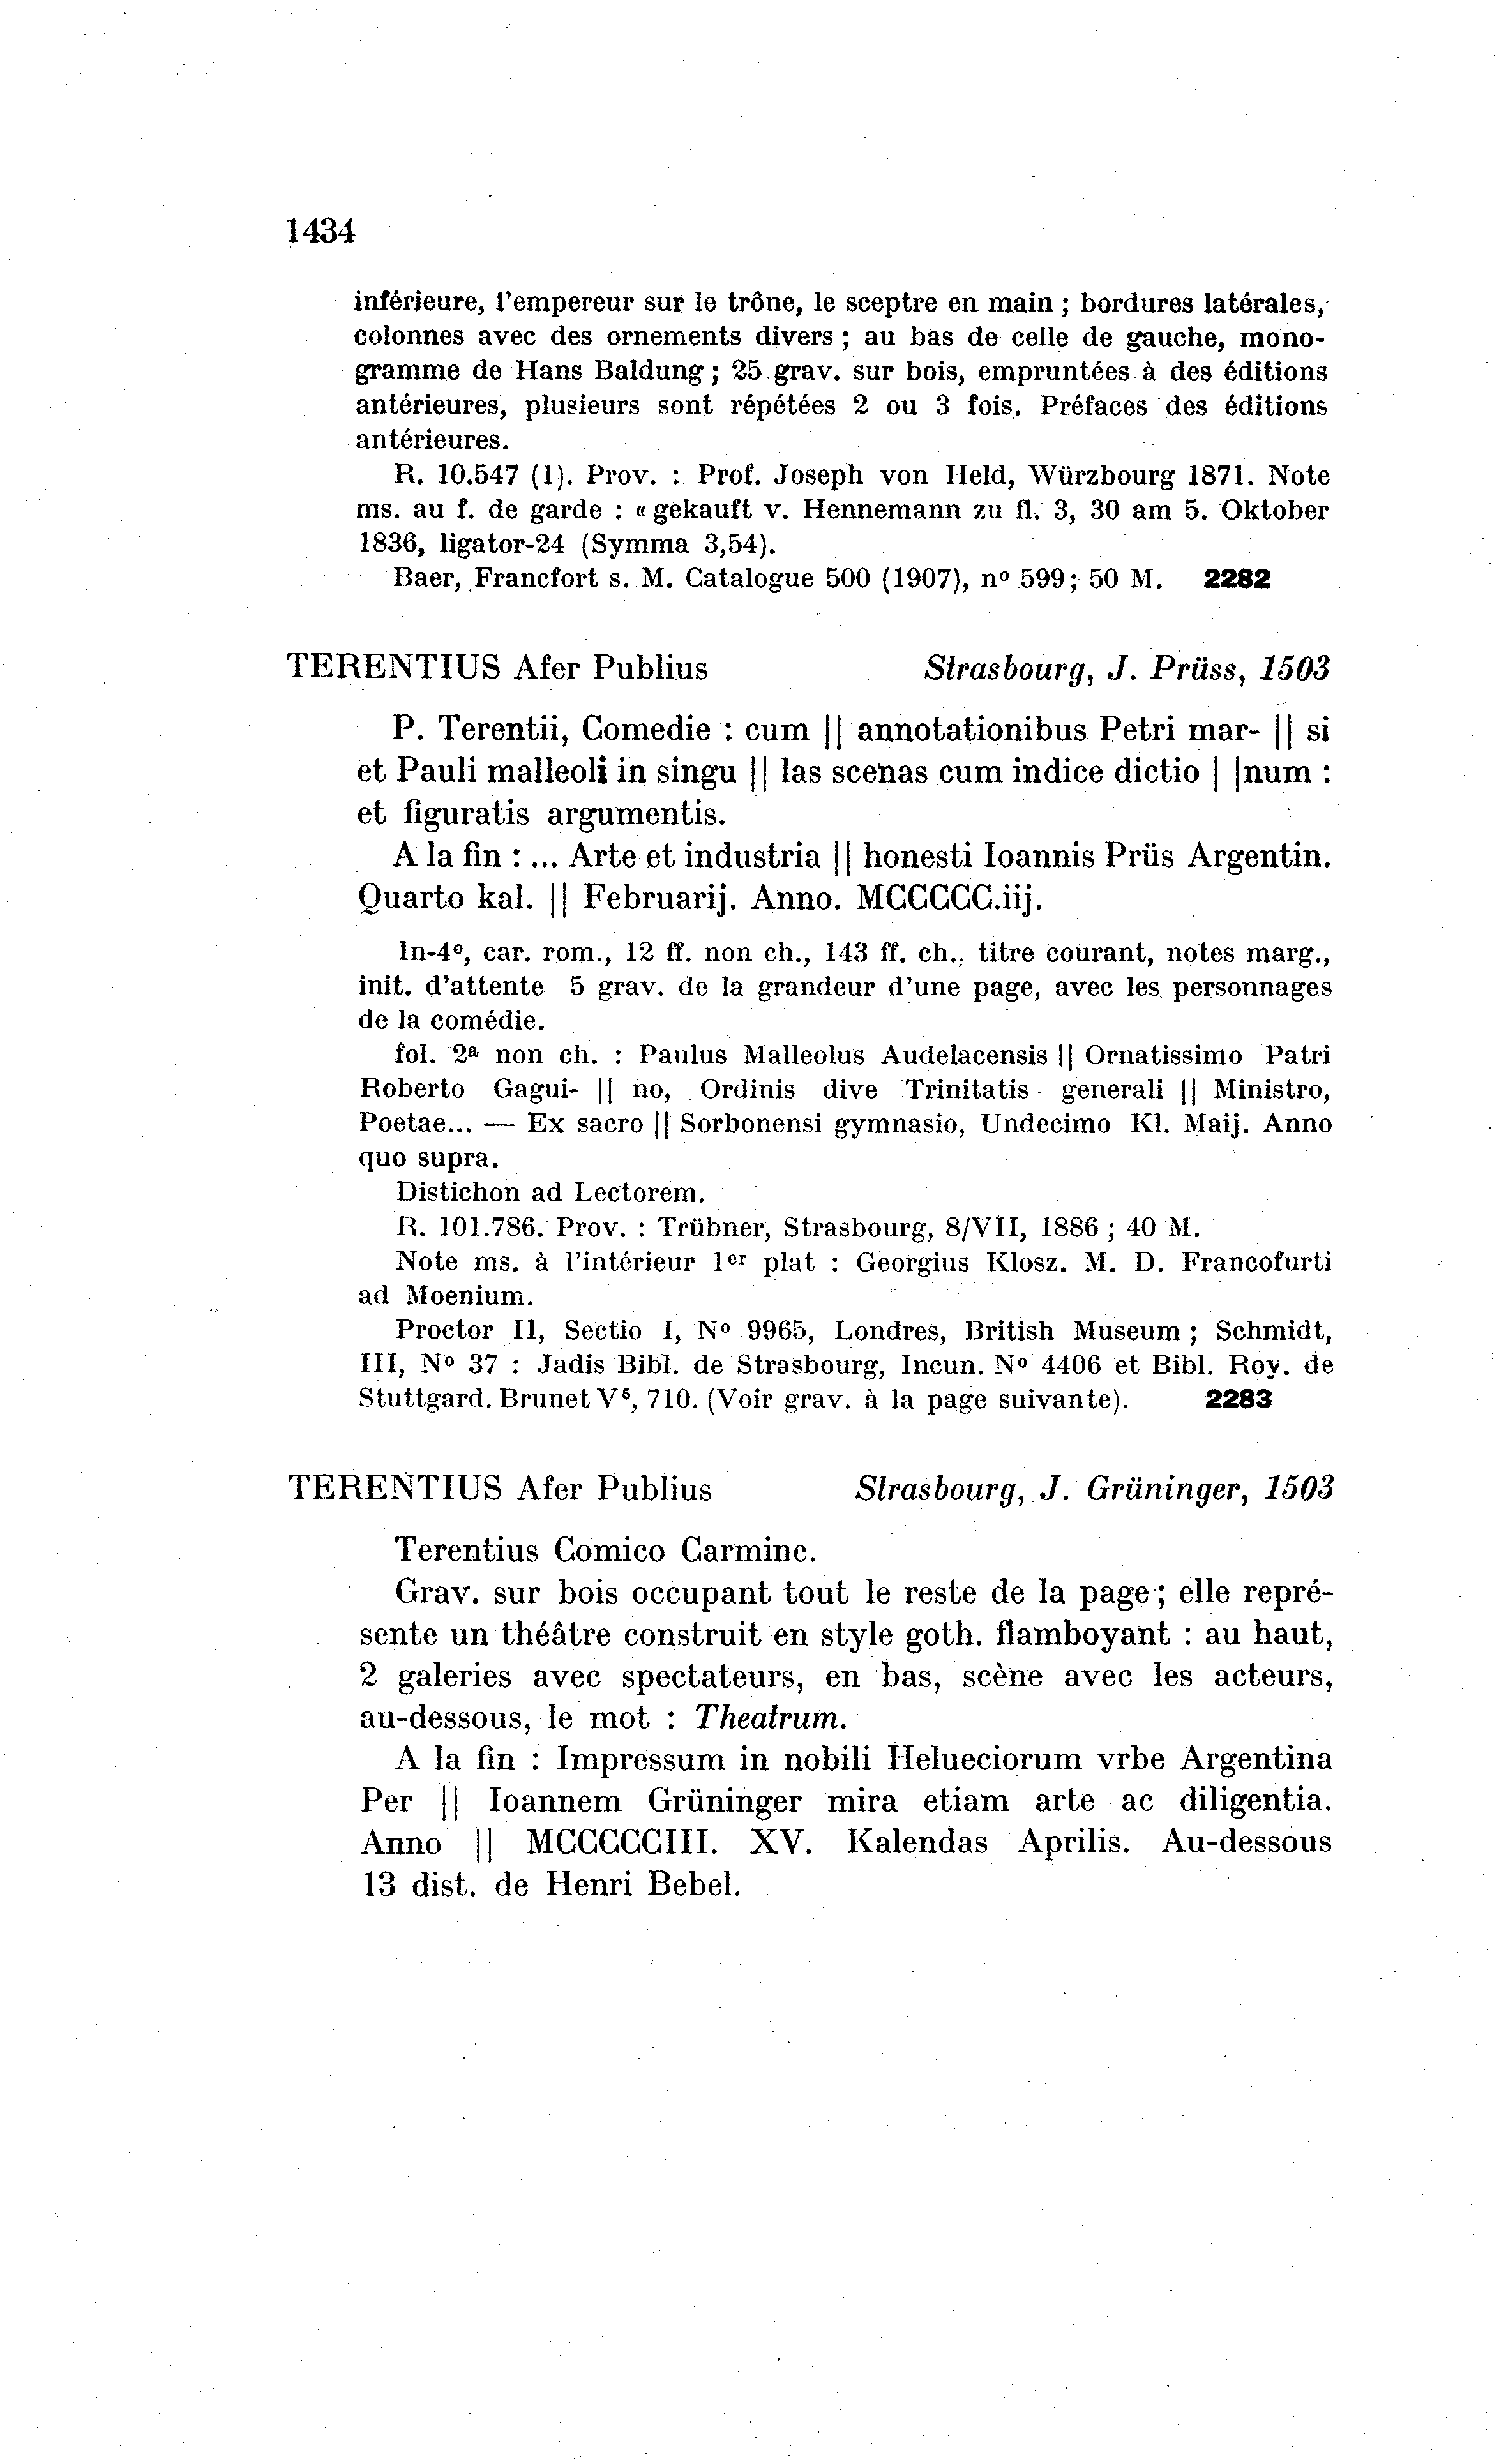 1434
inférieure, l'empereur sur le trône, le sceptre en main ; bordures latérales,
colonnes avec des ornements divers ; au bas de celle de gauche, mono-
gramme de Hans Baldung ; 25 grav. sur bois, empruntées à des éditions
antérieures, plusieurs sont répétées 2 ou 3 fois. Préfaces des éditions
antérieures.
R. 10.547 (1). Prov. : Prof. Joseph von Held, Würzbourg 1871. Note
ms. au f. de garde : « gekauft v. Hennemann zu fl. 3, 30 am 5. Oktober
1836, ligator-24 (Symma 3,54).
Baer, Francfort s. M. Catalogue 500 (1907), nº 599 ; 50 M. 2282
TERENTIUS Afer Publius Strasbourg, J. Prüss, 1503
P. Terentii, Comedie : cum || annotationibus Petri mar- || si
et Pauli malleoli in singu || las scenas cum indice dictio | |num :
et figuratis argumentis.
A la fin : ... Arte et industria || honesti Ioannis Prüs Argentin.
Quarto kal. || Februarij. Anno. MCCCCC.iij.
In-4º, car. rom., 12 ff. non ch., 143 ff. ch., titre courant, notes marg.,
init. d'attente 5 grav. de la grandeur d'une page, avec les personnages
de la comédie.
fol. 2ª non ch. : Paulus Malleolus Audelacensis || Ornatissimo Patri
Roberto Gagui- || no, Ordinis dive Trinitatis generali || Ministro,
Poetae... — Ex sacro || Sorbonensi gymnasio, Undecimo Kl. Maij. Anno
quo supra.
Distichon ad Lectorem.
R. 101.786. Prov. : Trübner, Strasbourg, 8/VII, 1886 ; 40 M.
Note ms. à l'intérieur 1er plat : Georgius Klosz. M. D. Francofurti
ad Moenium.
Proctor II, Sectio I, Nº 9965, Londres, British Museum ; Schmidt,
III, Nº 37 : Jadis Bibl. de Strasbourg, Incun. Nº 4406 et Bibl. Roy. de
Stuttgard. Brunet V⁵, 710. (Voir grav. à la page suivante). 2283
TERENTIUS Afer Publius Strasbourg, J. Grüninger, 1503
Terentius Comico Carmine.
Grav. sur bois occupant tout le reste de la page ; elle repré-
sente un théâtre construit en style goth. flamboyant : au haut,
2 galeries avec spectateurs, en bas, scène avec les acteurs,
au-dessous, le mot : Theatrum.
A la fin : Impressum in nobili Helueciorum vrbe Argentina
Per || Ioannem Grüninger mira etiam arte ac diligentia.
Anno || MCCCCCIII. XV. Kalendas Aprilis. Au-dessous
13 dist. de Henri Bebel.